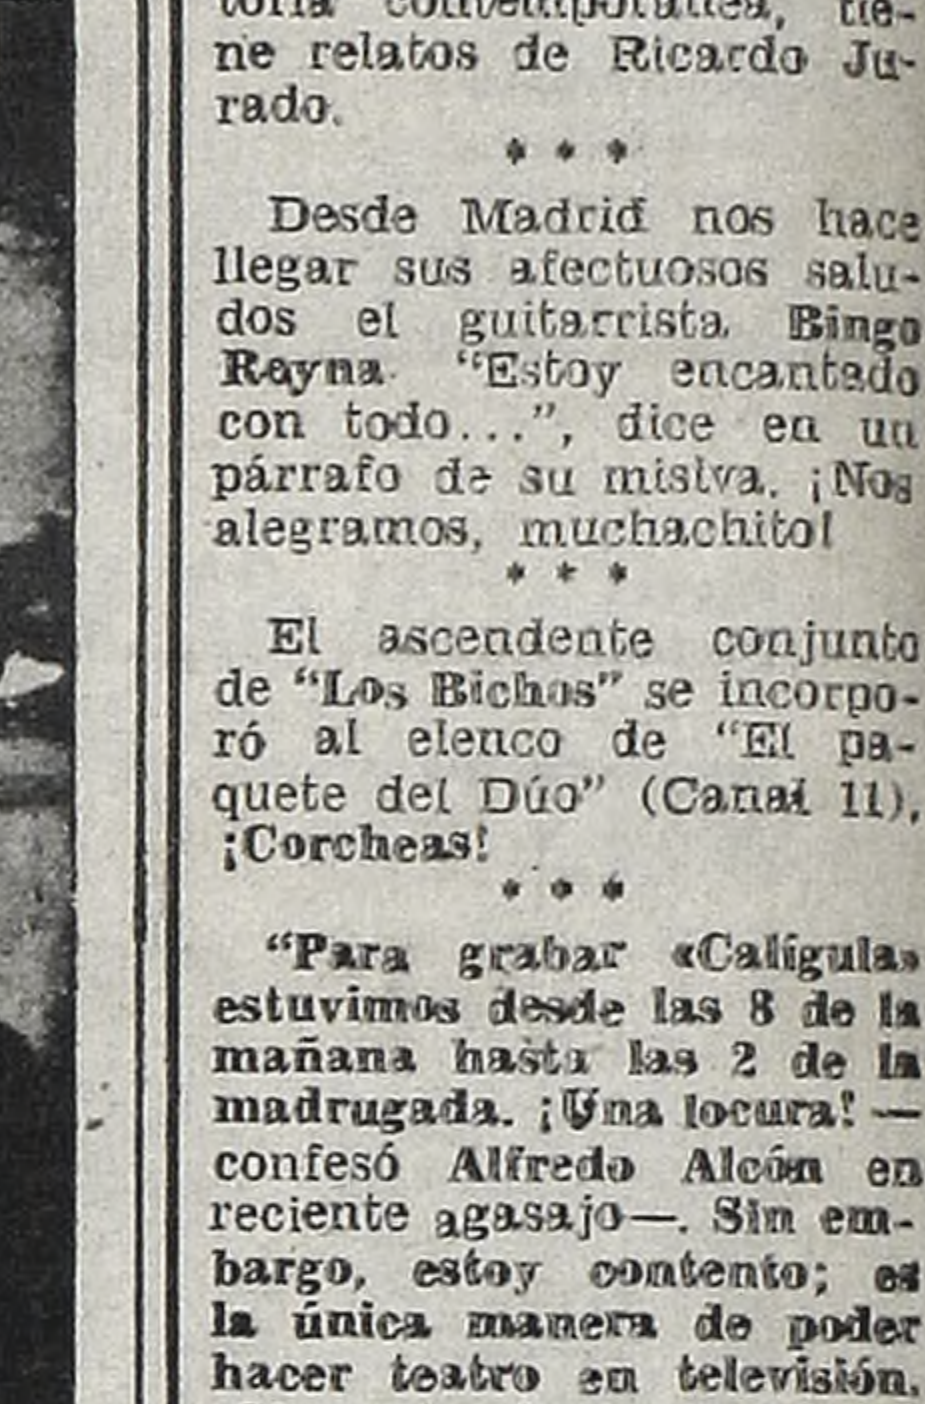 toria contemporánea, tie-
ne relatos de Ricardo Ju-
rado.
* * *
Desde Madrid nos hace
llegar sus afectuosos salu-
dos el guitarrista Bingo
Reyna. "Estoy encantado
con todo...", dice en un
párrafo de su misiva. ¡Nos
alegramos, muchachito!
* * *
El ascendente conjunto
de "Los Bichos" se incorpo-
ró al elenco de "El pa-
quete del Dúo" (Canal 11),
¡Corcheas!
* * *
"Para grabar «Calígula»
estuvimos desde las 8 de la
mañana hasta las 2 de la
madrugada. ¡Una locura! —
confesó Alfredo Alcón en
reciente agasajo—. Sin em-
bargo, estoy contento; es
la única manera de poder
hacer teatro en televisión.